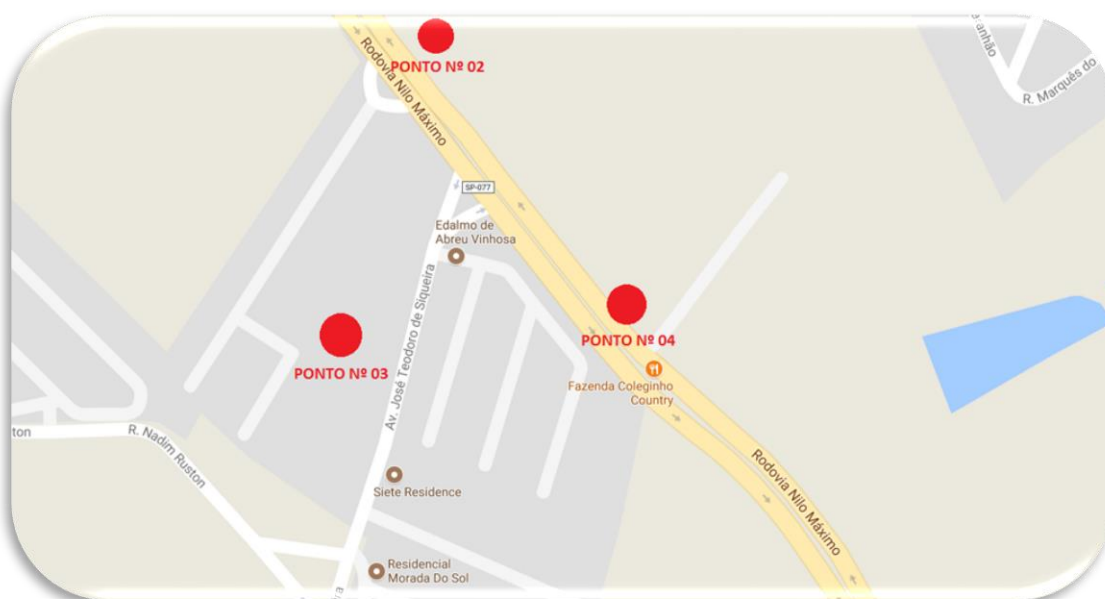 PONTO Nº 02
Rodovia Nilo Máximo
R. Marquês do
SP-077
Edalmo de
Abreu Vinhosa
Av. José Teodoro de Siqueira
PONTO Nº 04
PONTO Nº 03
Fazenda Coleginho
Country
R. Nadim Ruston
Siete Residence
Rodovia Nilo Máximo
Residencial
Morada Do Sol